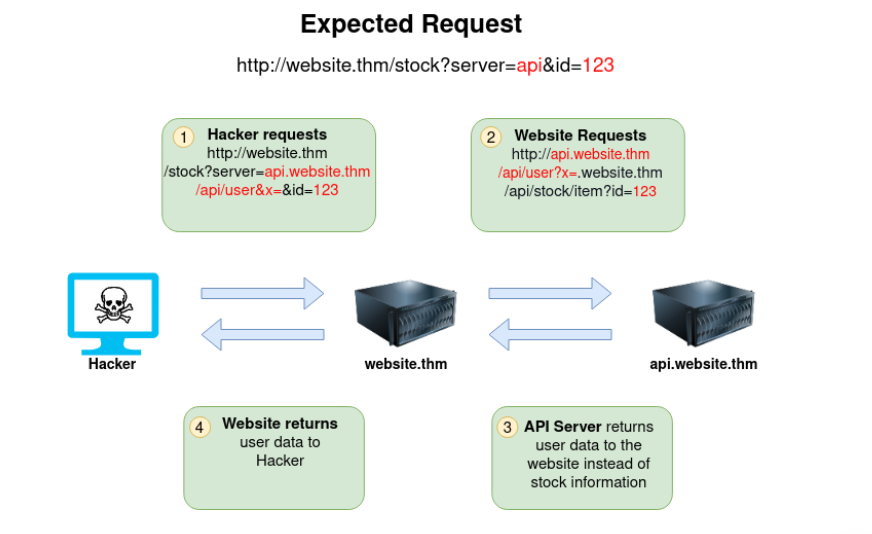 Expected Request
http://website.thm/stock?server=api&id=123
1
Hacker requests
http://website.thm
/stock?server=api.website.thm
/api/user&x=&id=123
2
Website Requests
http://api.website.thm
/api/user?x=.website.thm
/api/stock/item?id=123
Hacker
website.thm
api.website.thm
4
Website returns
user data to
Hacker
3
API Server returns
user data to the
website instead of
stock information